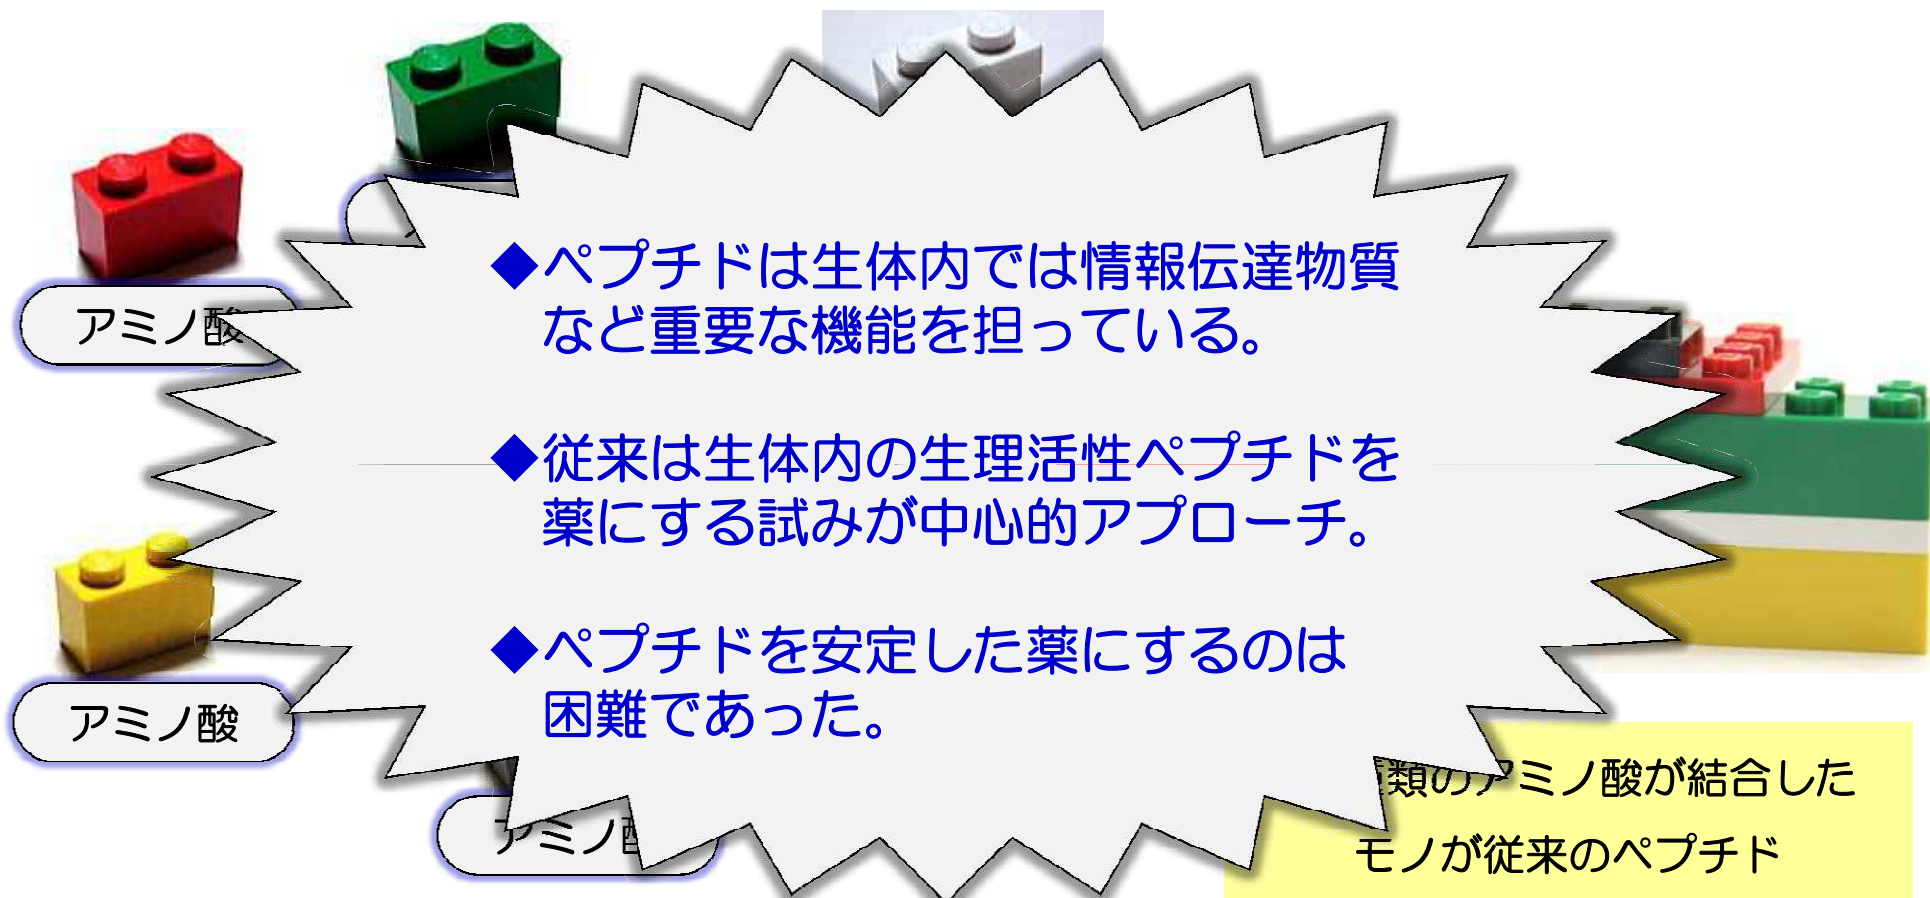 アミノ酸
◆ペプチドは生体内では情報伝達物質
など重要な機能を担っている。
◆従来は生体内の生理活性ペプチドを
薬にする試みが中心的アプローチ。
◆ペプチドを安定した薬にするのは
困難であった。
アミノ酸
アミノ
類のアミノ酸が結合した
モノが従来のペプチド